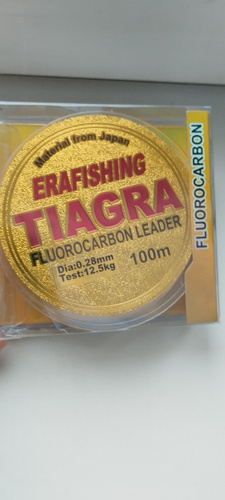 Material from Japan
ERAFISHING
TIAGRA
FLUOROCARBON LEADER
Dia:0.28mm
Test:12.5kg
100m
FLUOROCARBON